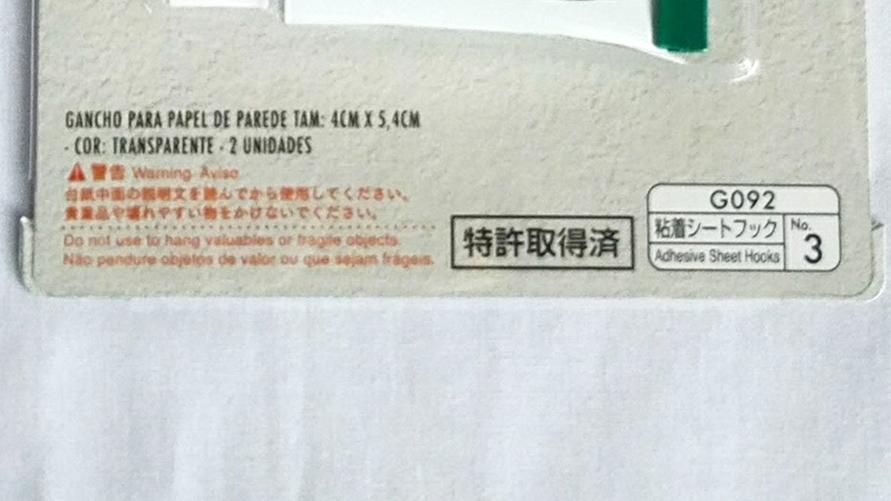 GANCHO PARA PAPEL DE PAREDE TAM: 4CM X 5,4CM
- COR: TRANSPARENTE - 2 UNIDADES
警告 Warning Aviso
台紙中面の説明文を読んでから使用してください。
貴重品や壊れやすい物をかけないでください。
Do not use to hang valuables or fragile objects.
Não pendure objetos de valor ou que sejam frágeis.
特許取得済
G092
粘着シートフック
Adhesive Sheet Hooks
No.
3